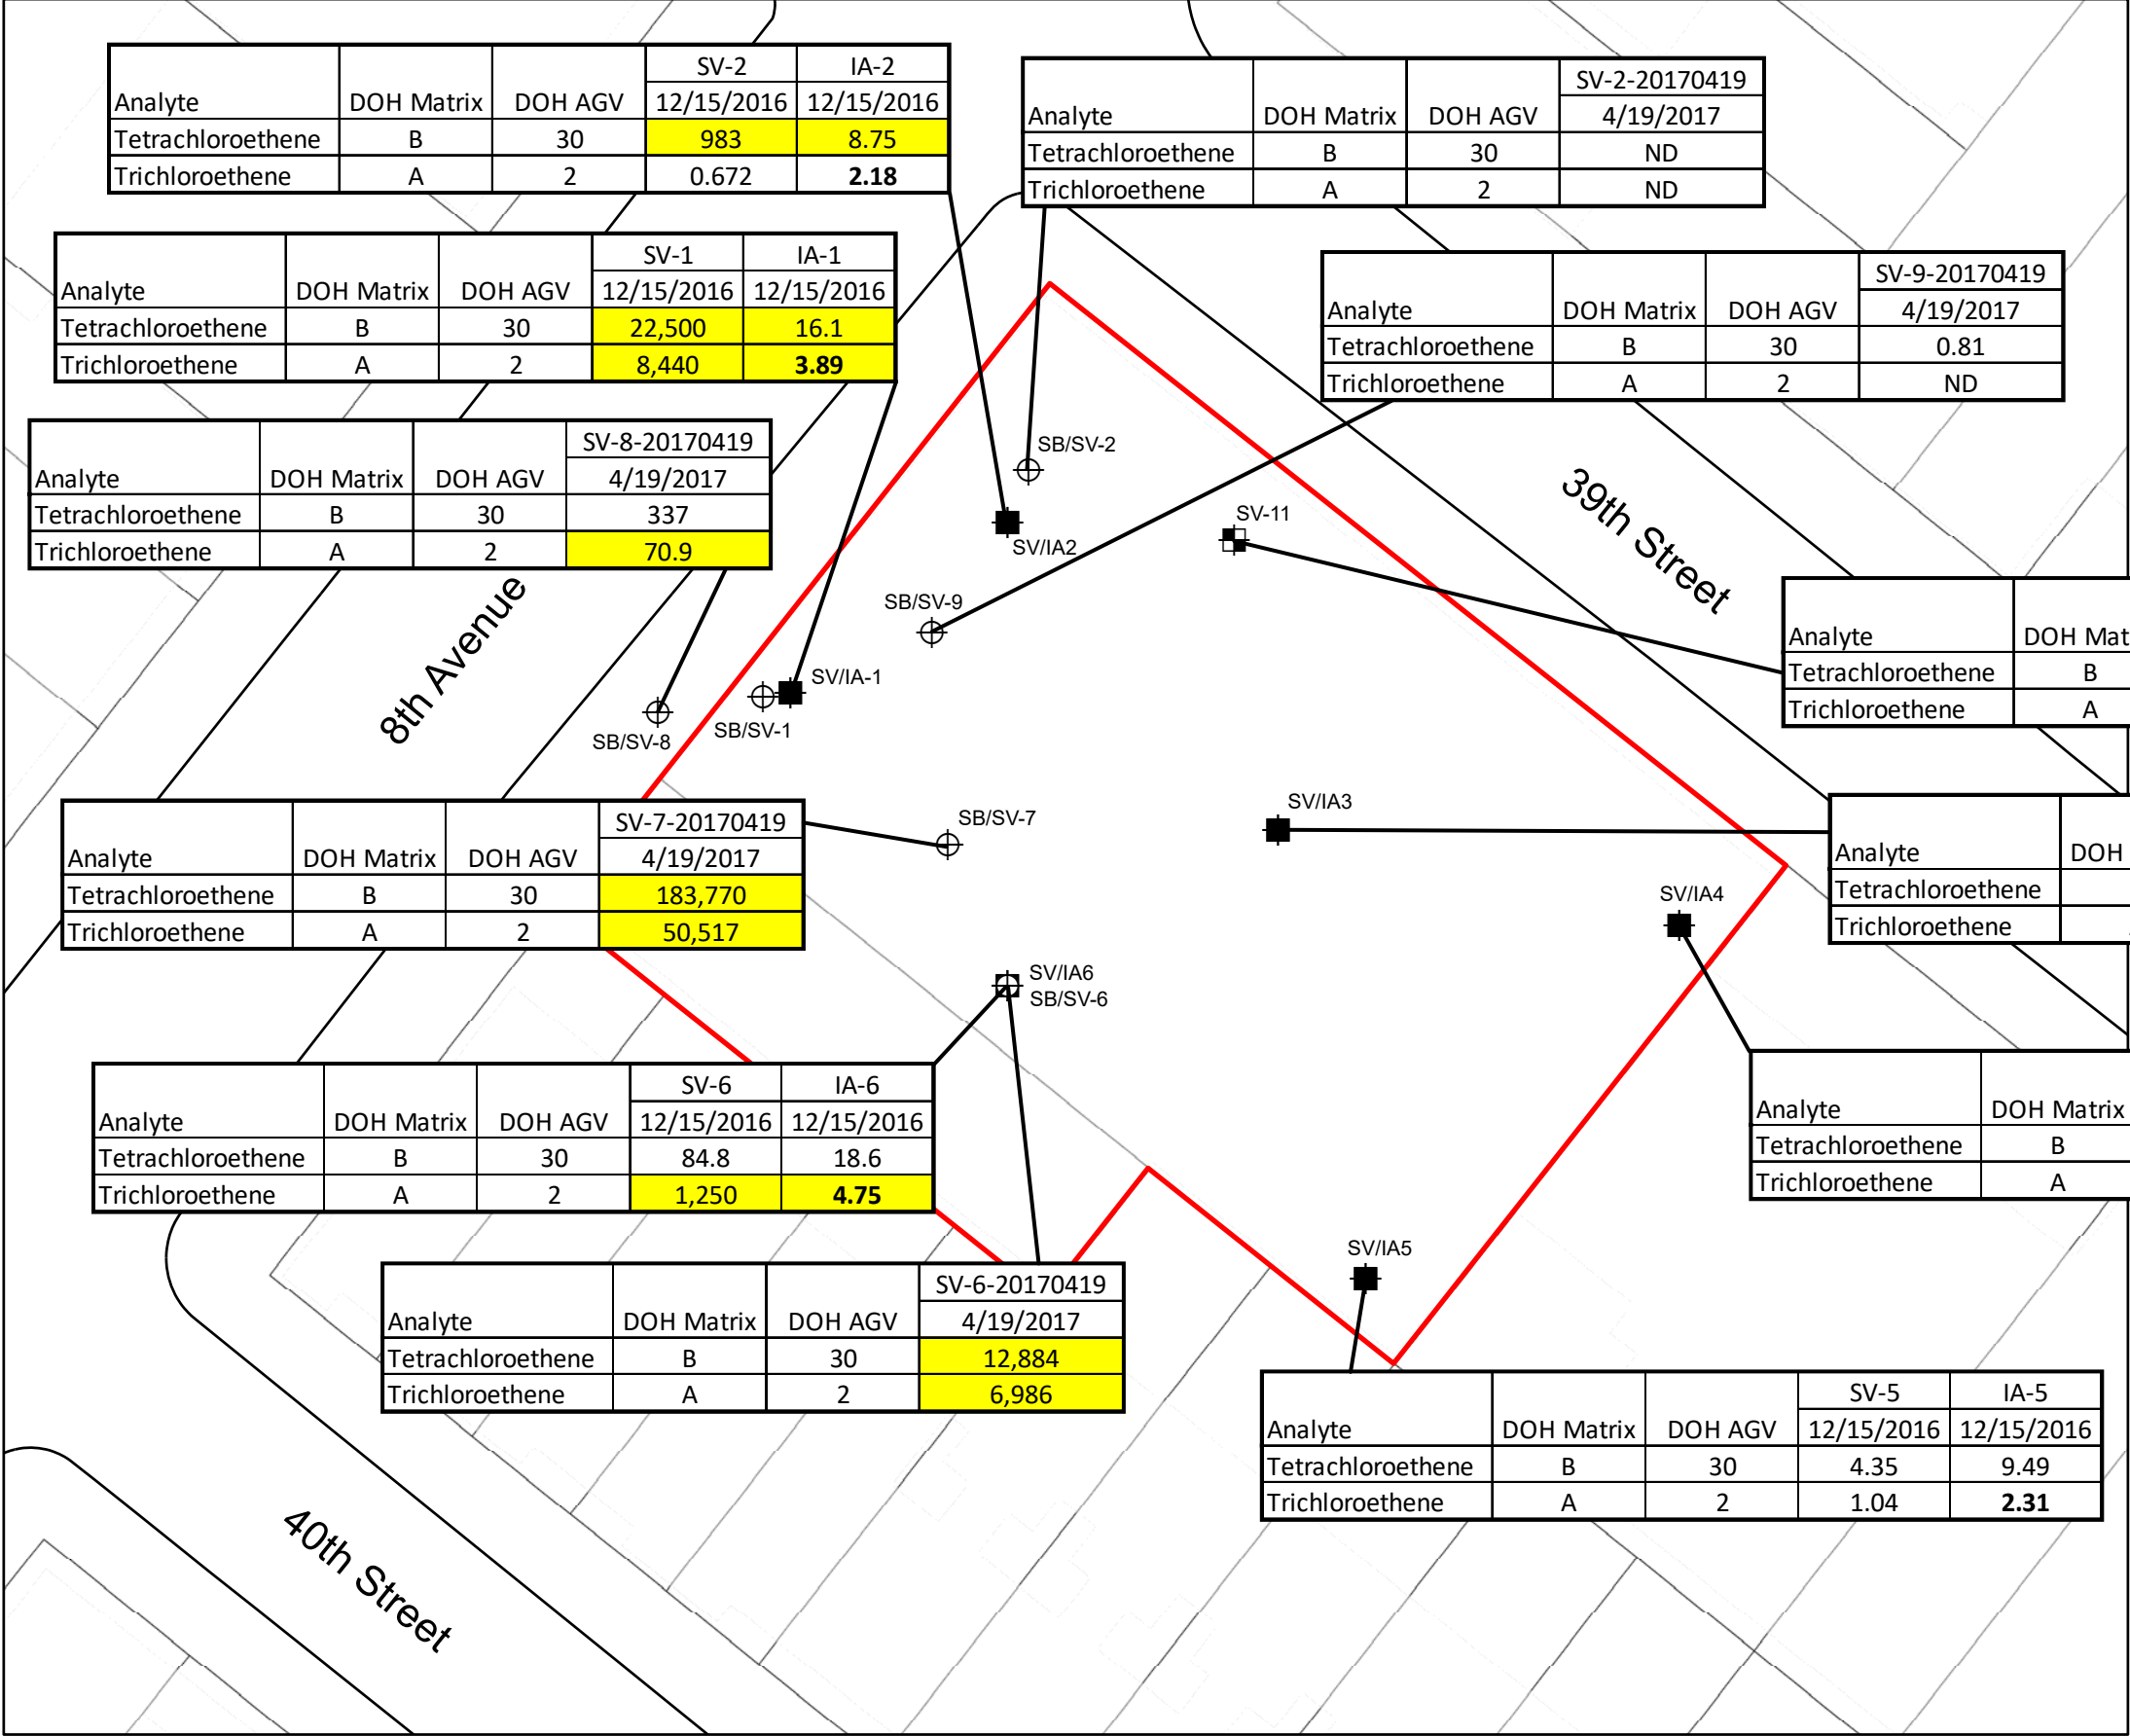 SV-2 IA-2
Analyte DOH Matrix DOH AGV 12/15/2016 12/15/2016
Tetrachloroethene B 30 983 8.75
Trichloroethene A 2 0.672 2.18
SV-2-20170419
Analyte DOH Matrix DOH AGV 4/19/2017
Tetrachloroethene B 30 ND
Trichloroethene A 2 ND
SV-1 IA-1
Analyte DOH Matrix DOH AGV 12/15/2016 12/15/2016
Tetrachloroethene B 30 22,500 16.1
Trichloroethene A 2 8,440 3.89
SV-9-20170419
Analyte DOH Matrix DOH AGV 4/19/2017
Tetrachloroethene B 30 0.81
Trichloroethene A 2 ND
SV-8-20170419
Analyte DOH Matrix DOH AGV 4/19/2017
Tetrachloroethene B 30 337
Trichloroethene A 2 70.9
SB/SV-2
SV/IA2
SV-11
39th Street
SB/SV-9
8th Avenue
SV/IA-1
SB/SV-1
SB/SV-8
Analyte DOH Mat
Tetrachloroethene B
Trichloroethene A
SV-7-20170419
Analyte DOH Matrix DOH AGV 4/19/2017
Tetrachloroethene B 30 183,770
Trichloroethene A 2 50,517
SB/SV-7
SV/IA3
Analyte DOH
Tetrachloroethene
Trichloroethene
SV/IA4
SV/IA6
SB/SV-6
SV-6 IA-6
Analyte DOH Matrix DOH AGV 12/15/2016 12/15/2016
Tetrachloroethene B 30 84.8 18.6
Trichloroethene A 2 1,250 4.75
Analyte DOH Matrix
Tetrachloroethene B
Trichloroethene A
SV-6-20170419
Analyte DOH Matrix DOH AGV 4/19/2017
Tetrachloroethene B 30 12,884
Trichloroethene A 2 6,986
SV/IA5
SV-5 IA-5
Analyte DOH Matrix DOH AGV 12/15/2016 12/15/2016
Tetrachloroethene B 30 4.35 9.49
Trichloroethene A 2 1.04 2.31
40th Street